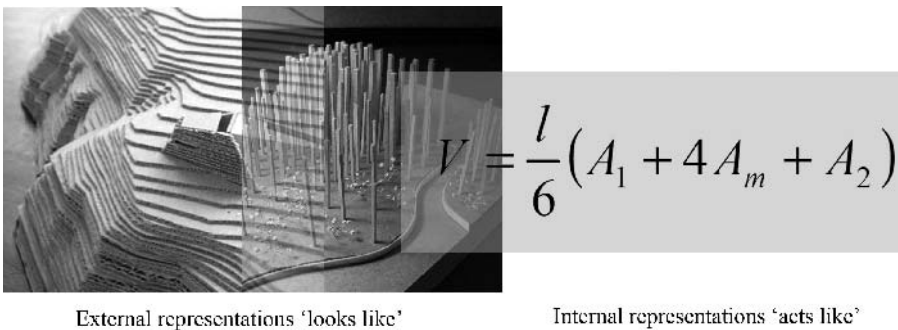 V = l/6 (A₁ + 4Aₘ + A₂)
External representations ‘looks like’
Internal representations ‘acts like’